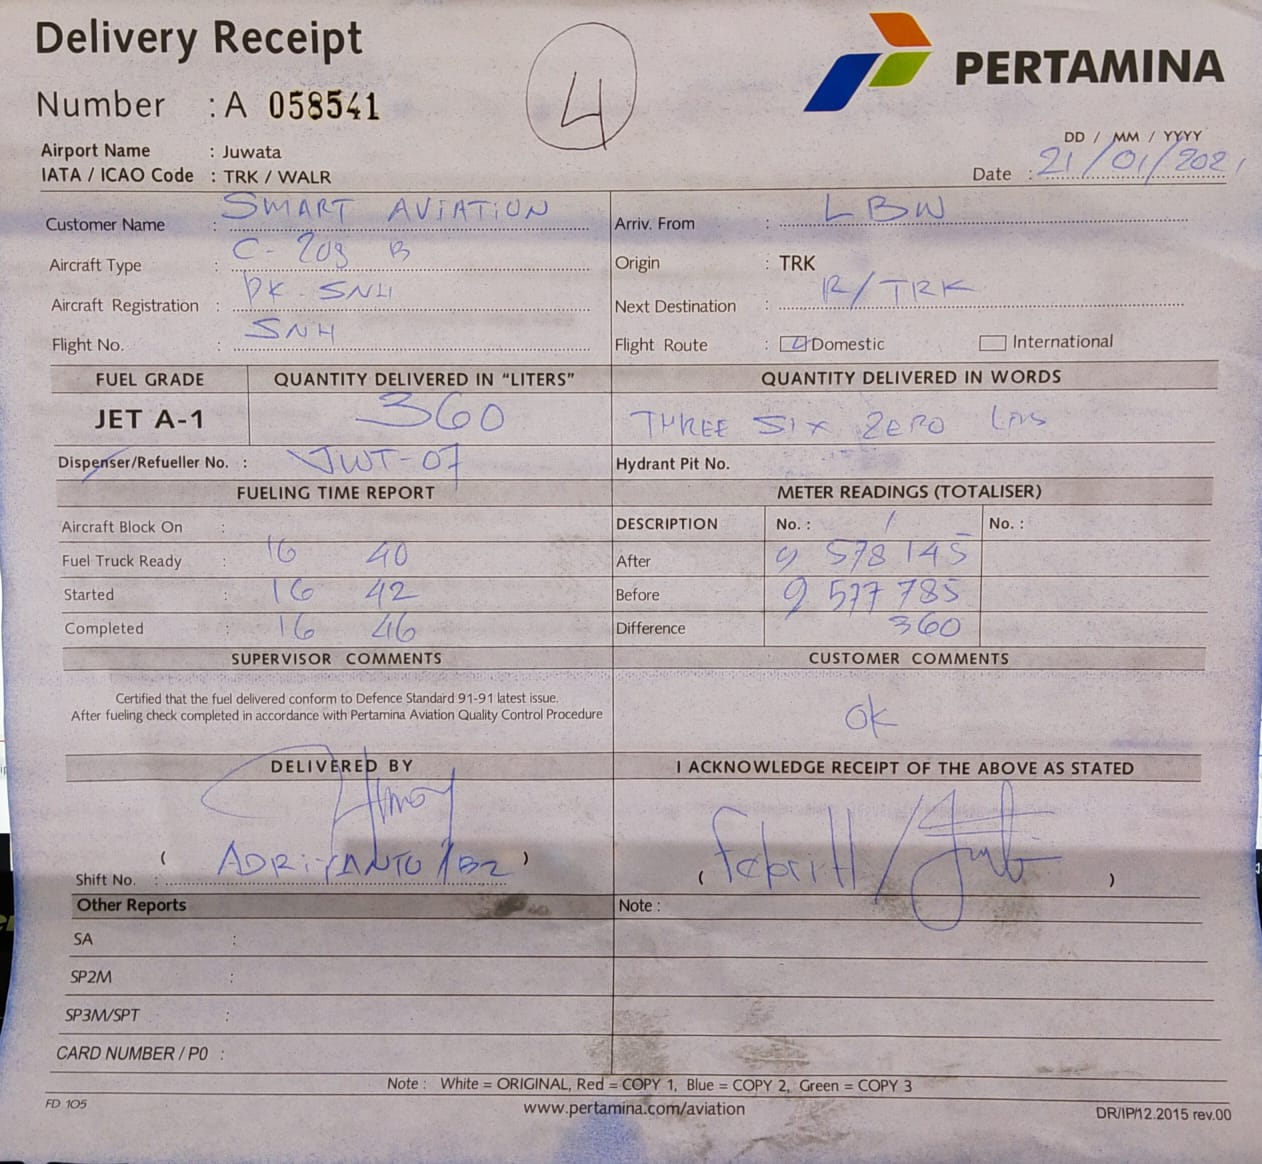 Delivery Receipt
4
PERTAMINA
Number : A 058541
DD / MM / YYYY
Airport Name : Juwata
IATA / ICAO Code : TRK / WALR
Date : 21/01/2021
Customer Name : SMART AVIATION
Arriv. From : LBW
Aircraft Type : C-208 B
Origin : TRK
Aircraft Registration : PK-SNH
Next Destination : R/TRK
Flight No. : SNH
Flight Route : Domestic International
FUEL GRADE QUANTITY DELIVERED IN "LITERS" QUANTITY DELIVERED IN WORDS
JET A-1 360 THREE SIX ZERO
Dispenser/Refueller No. : JWT-07 Hydrant Pit No.
FUELING TIME REPORT METER READINGS (TOTALISER)
Aircraft Block On : DESCRIPTION No. : / No. :
Fuel Truck Ready : 16 40 After 9 578 145
Started : 16 42 Before 9 577 785
Completed : 16 46 Difference 360
SUPERVISOR COMMENTS CUSTOMER COMMENTS
Certified that the fuel delivered conform to Defence Standard 91-91 latest issue.
After fueling check completed in accordance with Pertamina Aviation Quality Control Procedure
OK
DELIVERED BY I ACKNOWLEDGE RECEIPT OF THE ABOVE AS STATED
( ADRIYANTO /B2 )
( )
Shift No. :
Other Reports Note :
SA :
SP2M :
SP3M/SPT :
CARD NUMBER / P0 :
Note : White = ORIGINAL, Red = COPY 1, Blue = COPY 2, Green = COPY 3
FD 105 www.pertamina.com/aviation DR/IP/12.2015 rev.00